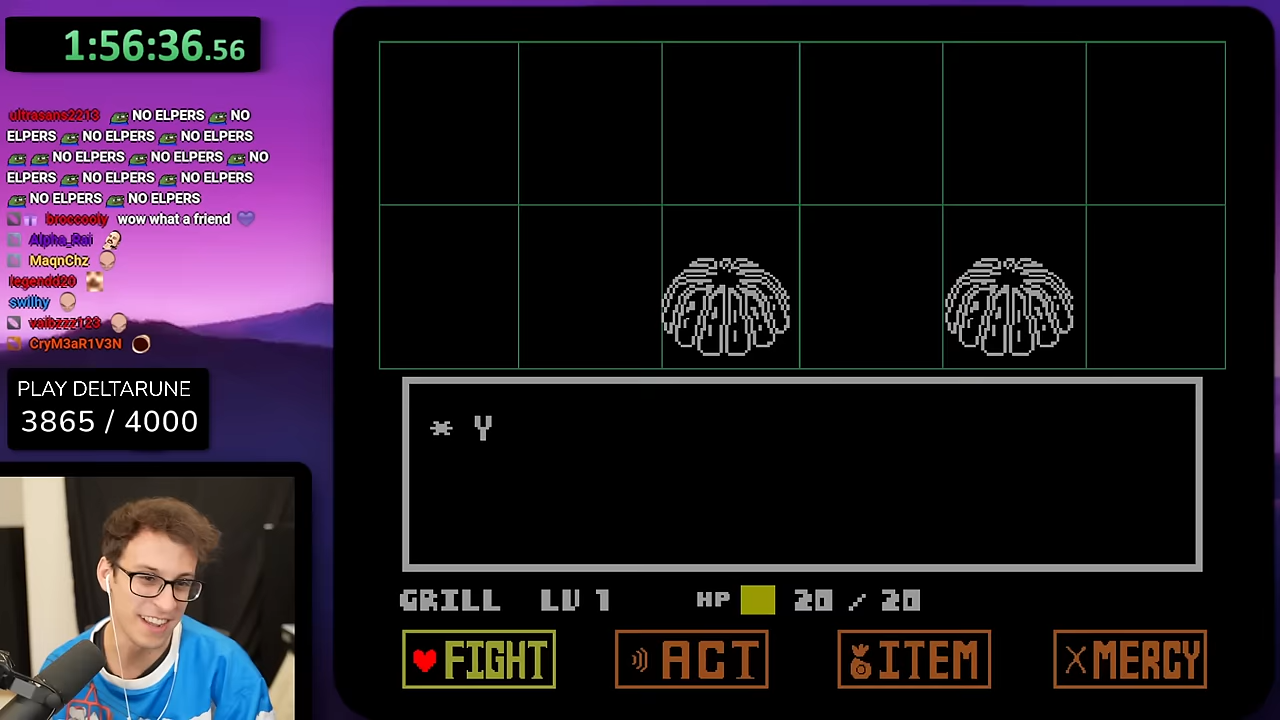 1:56:36.56
ultrasans2213 NO ELPERS NO
ELPERS NO ELPERS NO ELPERS
NO ELPERS NO ELPERS NO
ELPERS NO ELPERS NO ELPERS
NO ELPERS NO ELPERS
broccooly wow what a friend
Alpha_Rai
MaqnChz
legendd20
swilhy
vaibzzz123
CryM3aR1V3N
PLAY DELTARUNE
3865 / 4000
* Y
GRILL LV 1 HP 20 / 20
FIGHT ACT ITEM MERCY